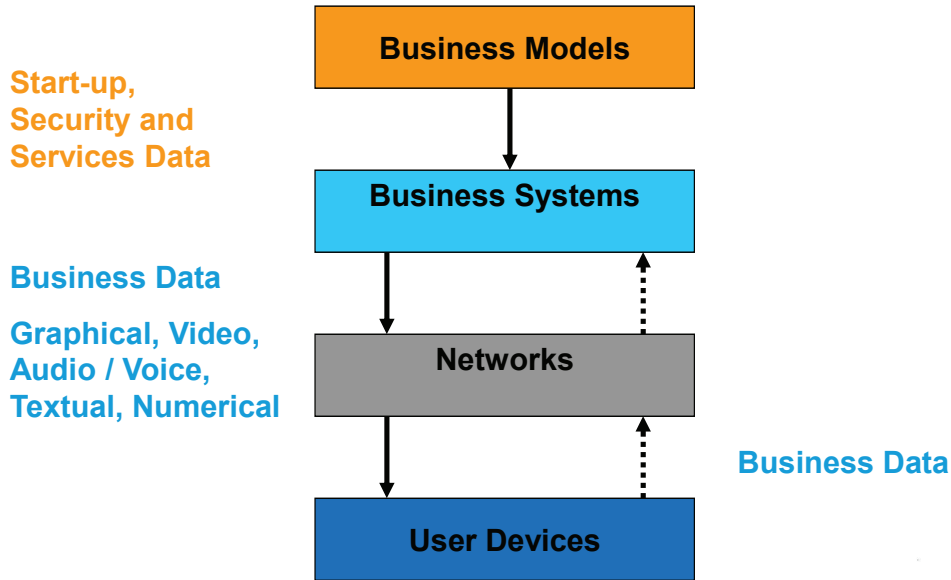 Business Models
Start-up,
Security and
Services Data
Business Systems
Business Data
Graphical, Video,
Audio / Voice,
Textual, Numerical
Networks
Business Data
User Devices